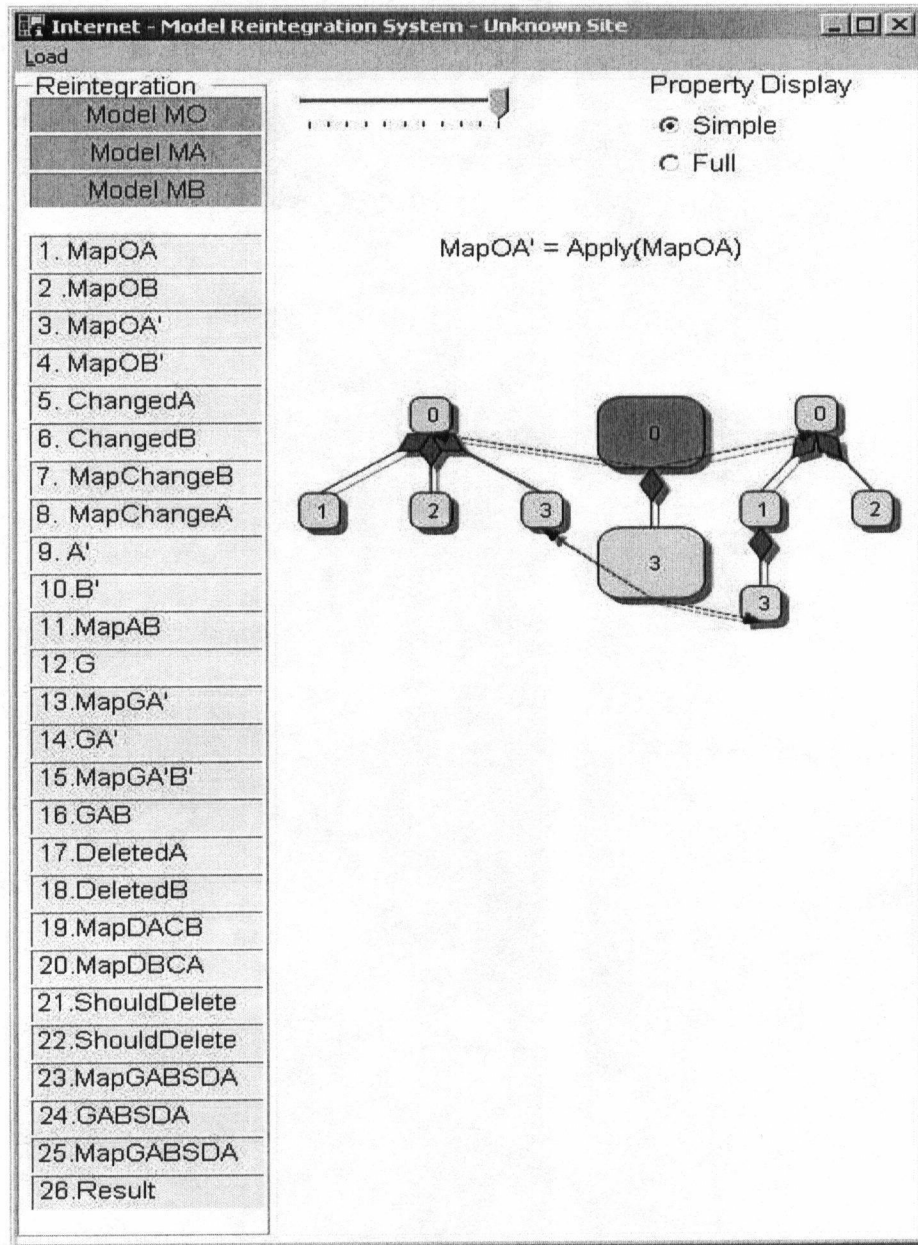 Internet - Model Reintegration System - Unknown Site
Load
Reintegration
Model MO
Model MA
Model MB
1. MapOA
2 .MapOB
3. MapOA'
4. MapOB'
5. ChangedA
6. ChangedB
7. MapChangeB
8. MapChangeA
9. A'
10.B'
11.MapAB
12.G
13.MapGA'
14.GA'
15.MapGA'B'
16.GAB
17.DeletedA
18.DeletedB
19.MapDACB
20.MapDBCA
21.ShouldDelete
22.ShouldDelete
23.MapGABSDA
24.GABSDA
25.MapGABSDA
26.Result
Property Display
Simple
Full
MapOA' = Apply(MapOA)
0 0 0
1 2 3 3 1 2
3